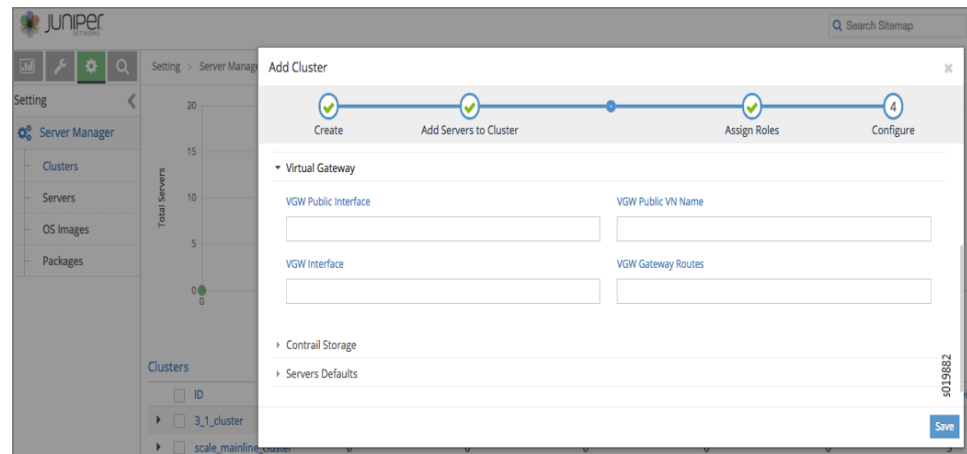 JUNIPER
NETWORKS
Search Sitemap
Setting > Server Manag
Setting
Server Manager
Clusters
Servers
OS Images
Packages
Total Servers
20
15
10
5
0
0
Add Cluster
Create
Add Servers to Cluster
Assign Roles
4
Configure
Virtual Gateway
VGW Public Interface
VGW Public VN Name
VGW Interface
VGW Gateway Routes
Contrail Storage
Servers Defaults
s019882
Save
Clusters
ID
3_1_cluster
scale_mainline_cluster